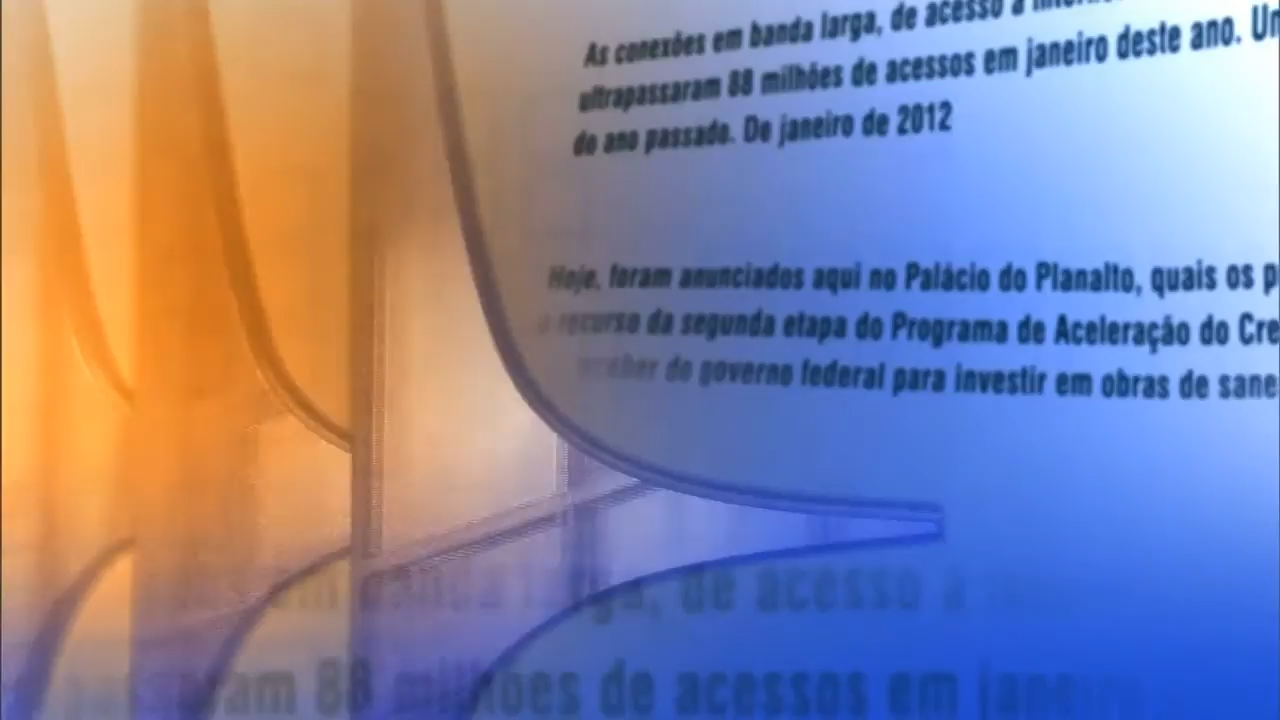 As conexões em banda larga, de acesso à
ultrapassaram 88 milhões de acessos em janeiro deste ano.
do ano passado. De janeiro de 2012
Hoje, foram anunciados aqui no Palácio do Planalto, quais os
recurso da segunda etapa do Programa de Aceleração do
do governo federal para investir em obras de
em banda larga, de acesso à
88 milhões de acessos em